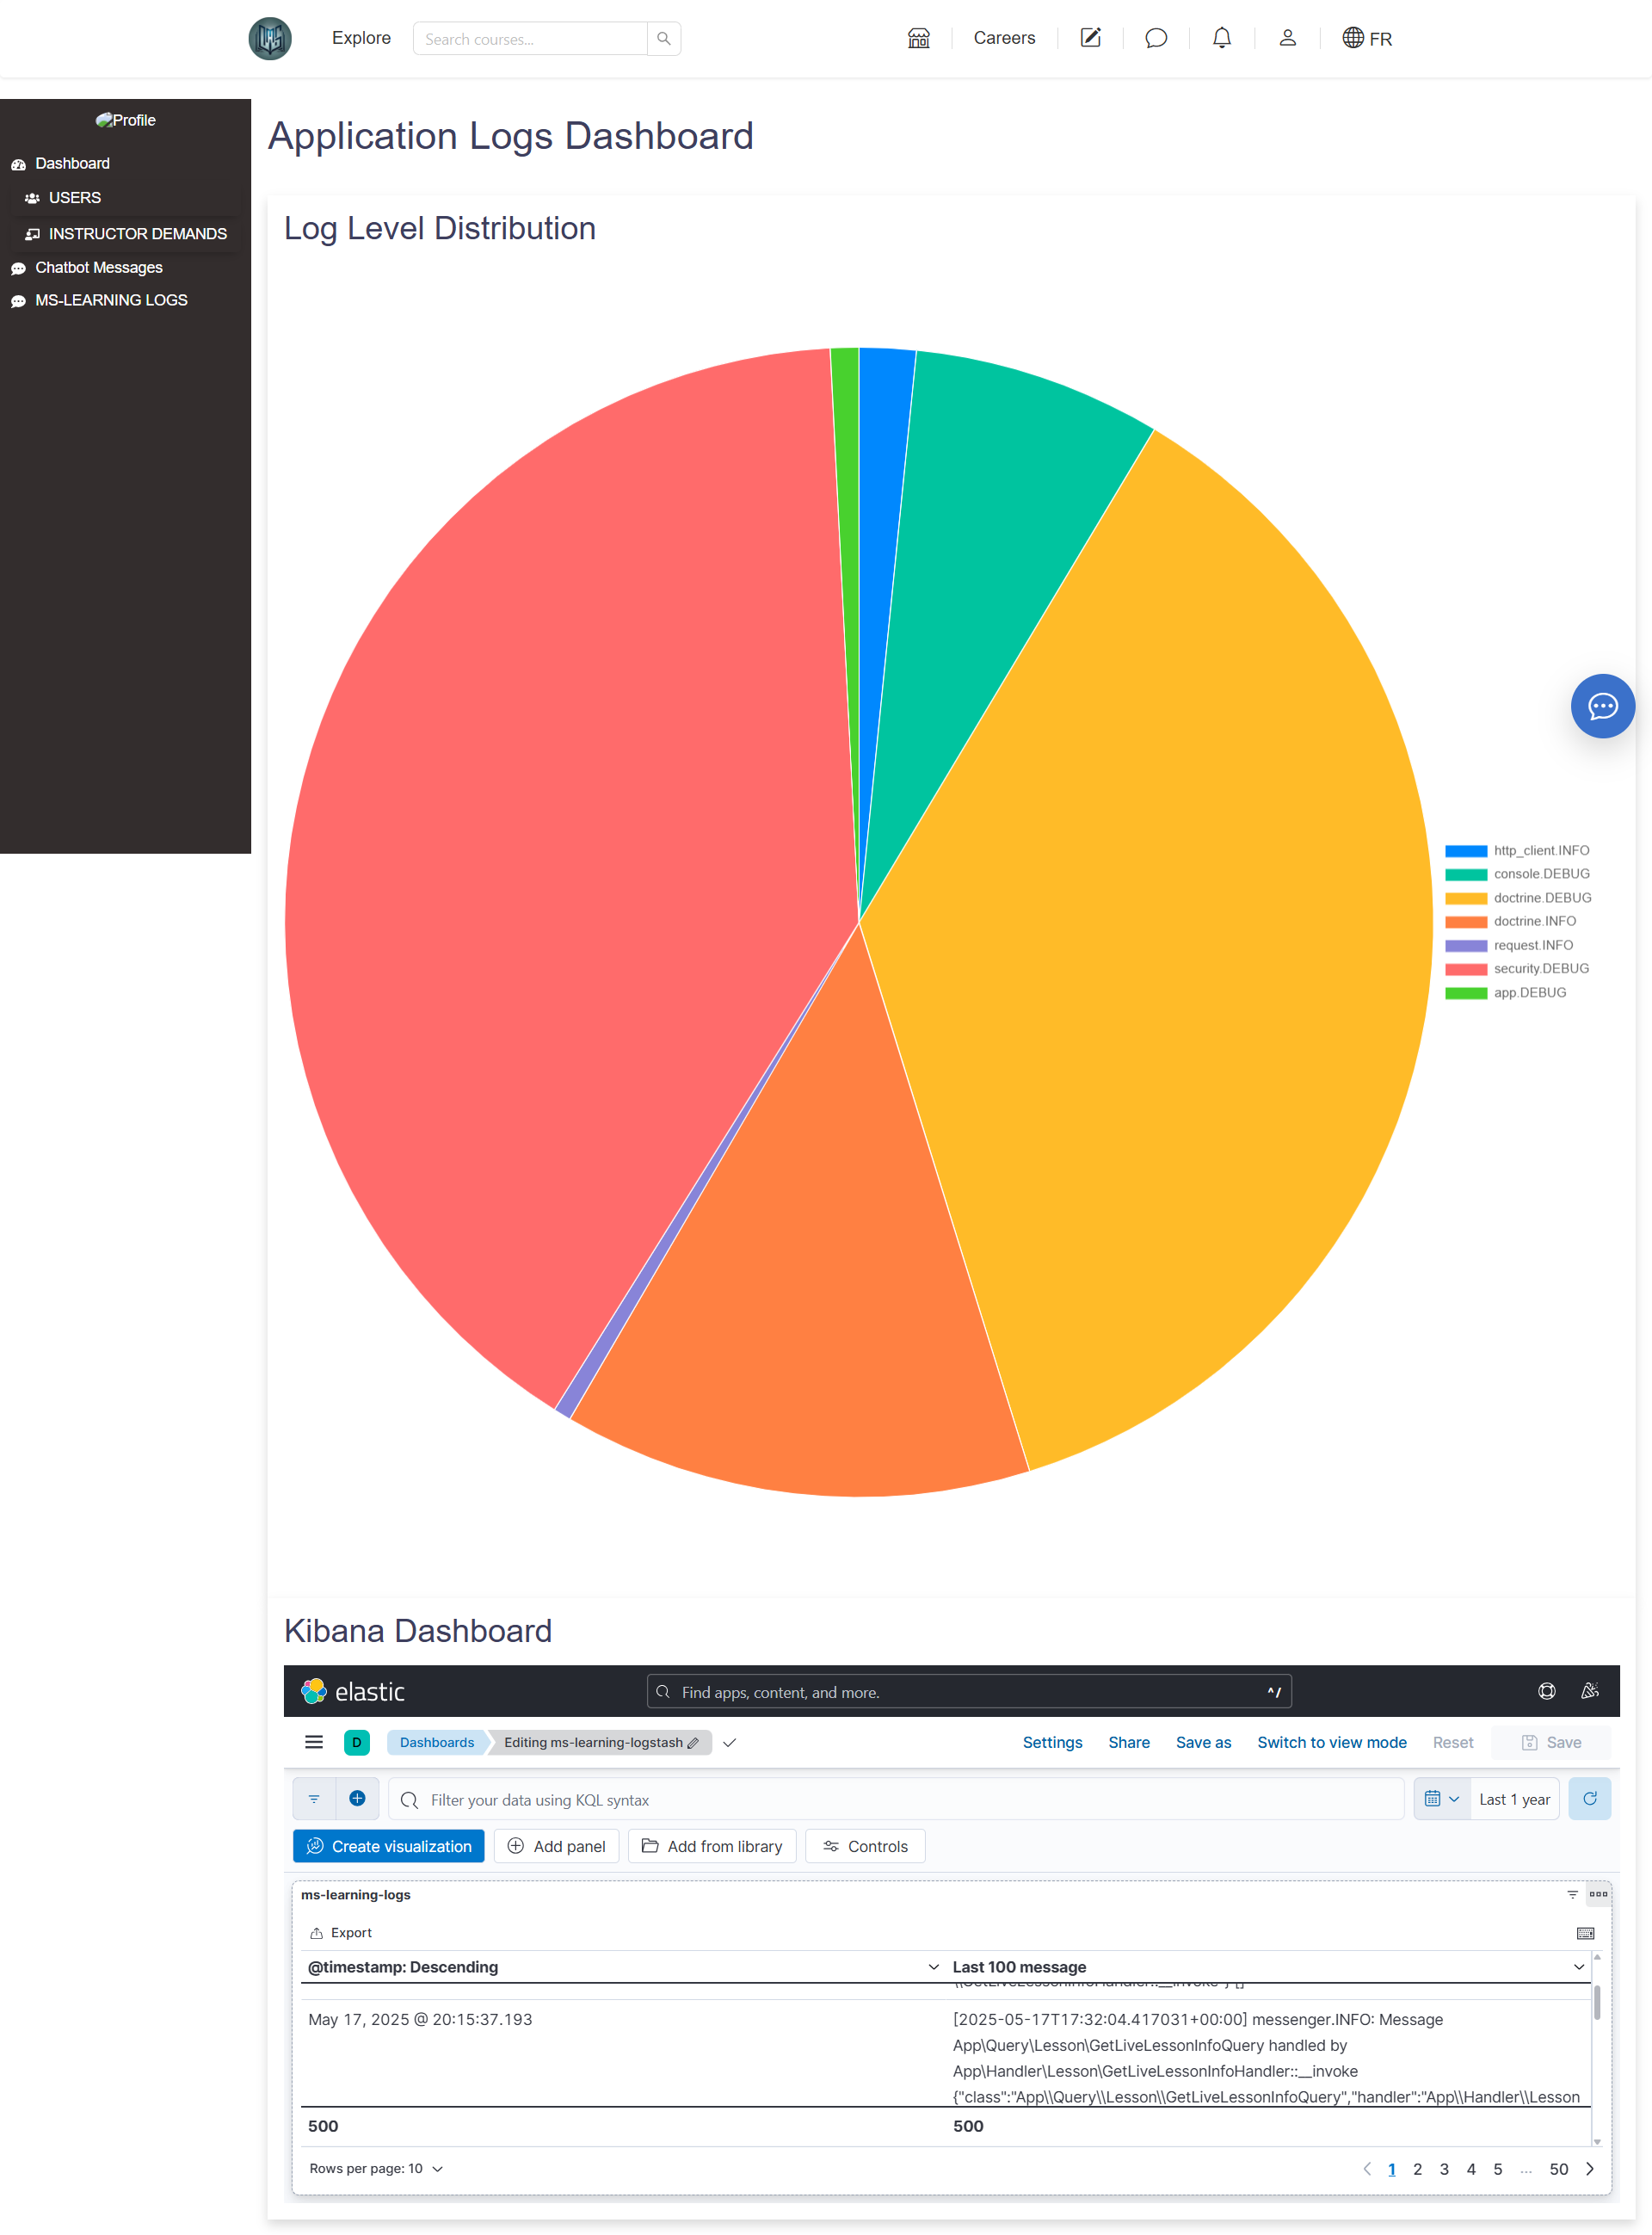 Explore
Search courses...
Careers
FR
Profile
Dashboard
USERS
INSTRUCTOR DEMANDS
Chatbot Messages
MS-LEARNING LOGS
Application Logs Dashboard
Log Level Distribution
http_client.INFO
console.DEBUG
doctrine.DEBUG
doctrine.INFO
request.INFO
security.DEBUG
app.DEBUG
Kibana Dashboard
elastic
Find apps, content, and more.
^/
D
Dashboards
Editing ms-learning-logstash
Settings
Share
Save as
Switch to view mode
Reset
Save
Filter your data using KQL syntax
Last 1 year
Create visualization
Add panel
Add from library
Controls
ms-learning-logs
Export
@timestamp: Descending
Last 100 message
May 17, 2025 @ 20:15:37.193
[2025-05-17T17:32:04.417031+00:00] messenger.INFO: Message
App\Query\Lesson\GetLiveLessonInfoQuery handled by
App\Handler\Lesson\GetLiveLessonInfoHandler::__invoke
{"class":"App\\Query\\Lesson\\GetLiveLessonInfoQuery","handler":"App\\Handler\\Lesson
500
500
Rows per page: 10
1 2 3 4 5 ... 50